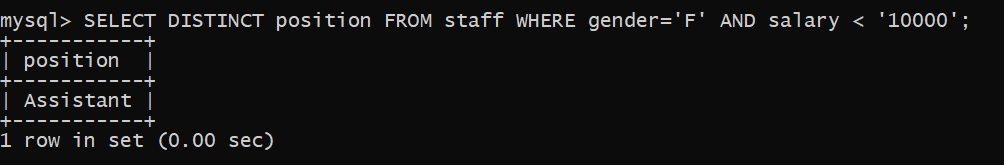 mysql> SELECT DISTINCT position FROM staff WHERE gender='F' AND salary < '10000';
+-----------+
| position  |
+-----------+
| Assistant |
+-----------+
1 row in set (0.00 sec)